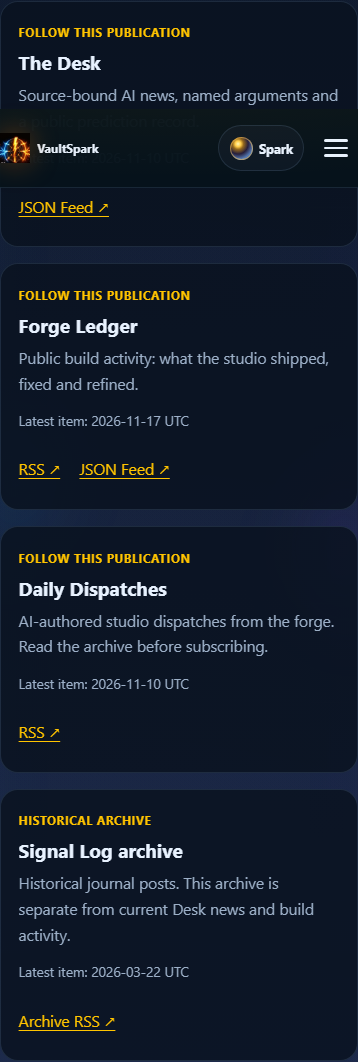 FOLLOW THIS PUBLICATION
The Desk
Source-bound AI news, named arguments and
VaultSpark
Spark
JSON Feed ↗
FOLLOW THIS PUBLICATION
Forge Ledger
Public build activity: what the studio shipped,
fixed and refined.
Latest item: 2026-11-17 UTC
RSS ↗ JSON Feed ↗
FOLLOW THIS PUBLICATION
Daily Dispatches
AI-authored studio dispatches from the forge.
Read the archive before subscribing.
Latest item: 2026-11-10 UTC
RSS ↗
HISTORICAL ARCHIVE
Signal Log archive
Historical journal posts. This archive is
separate from current Desk news and build
activity.
Latest item: 2026-03-22 UTC
Archive RSS ↗